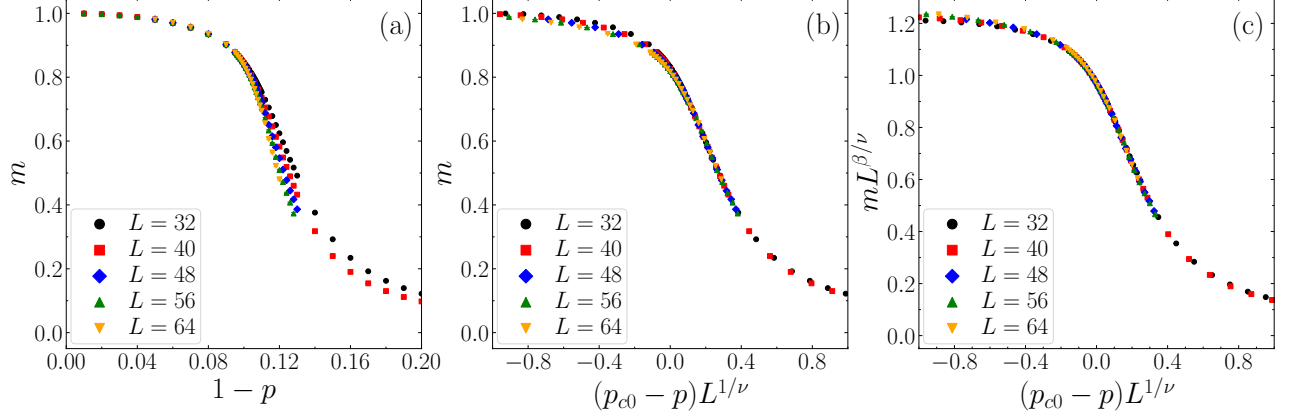 (a)
m
1.0
0.8
0.6
0.4
0.2
0.0
L = 32
L = 40
L = 48
L = 56
L = 64
0.00 0.04 0.08 0.12 0.16 0.20
1 − p
(b)
m
1.0
0.8
0.6
0.4
0.2
0.0
L = 32
L = 40
L = 48
L = 56
L = 64
−0.8 −0.4 0.0 0.4 0.8
(p_{c0} − p)L^{1/ν}
(c)
mL^{β/ν}
1.2
1.0
0.8
0.6
0.4
0.2
0.0
L = 32
L = 40
L = 48
L = 56
L = 64
−0.8 −0.4 0.0 0.4 0.8
(p_{c0} − p)L^{1/ν}